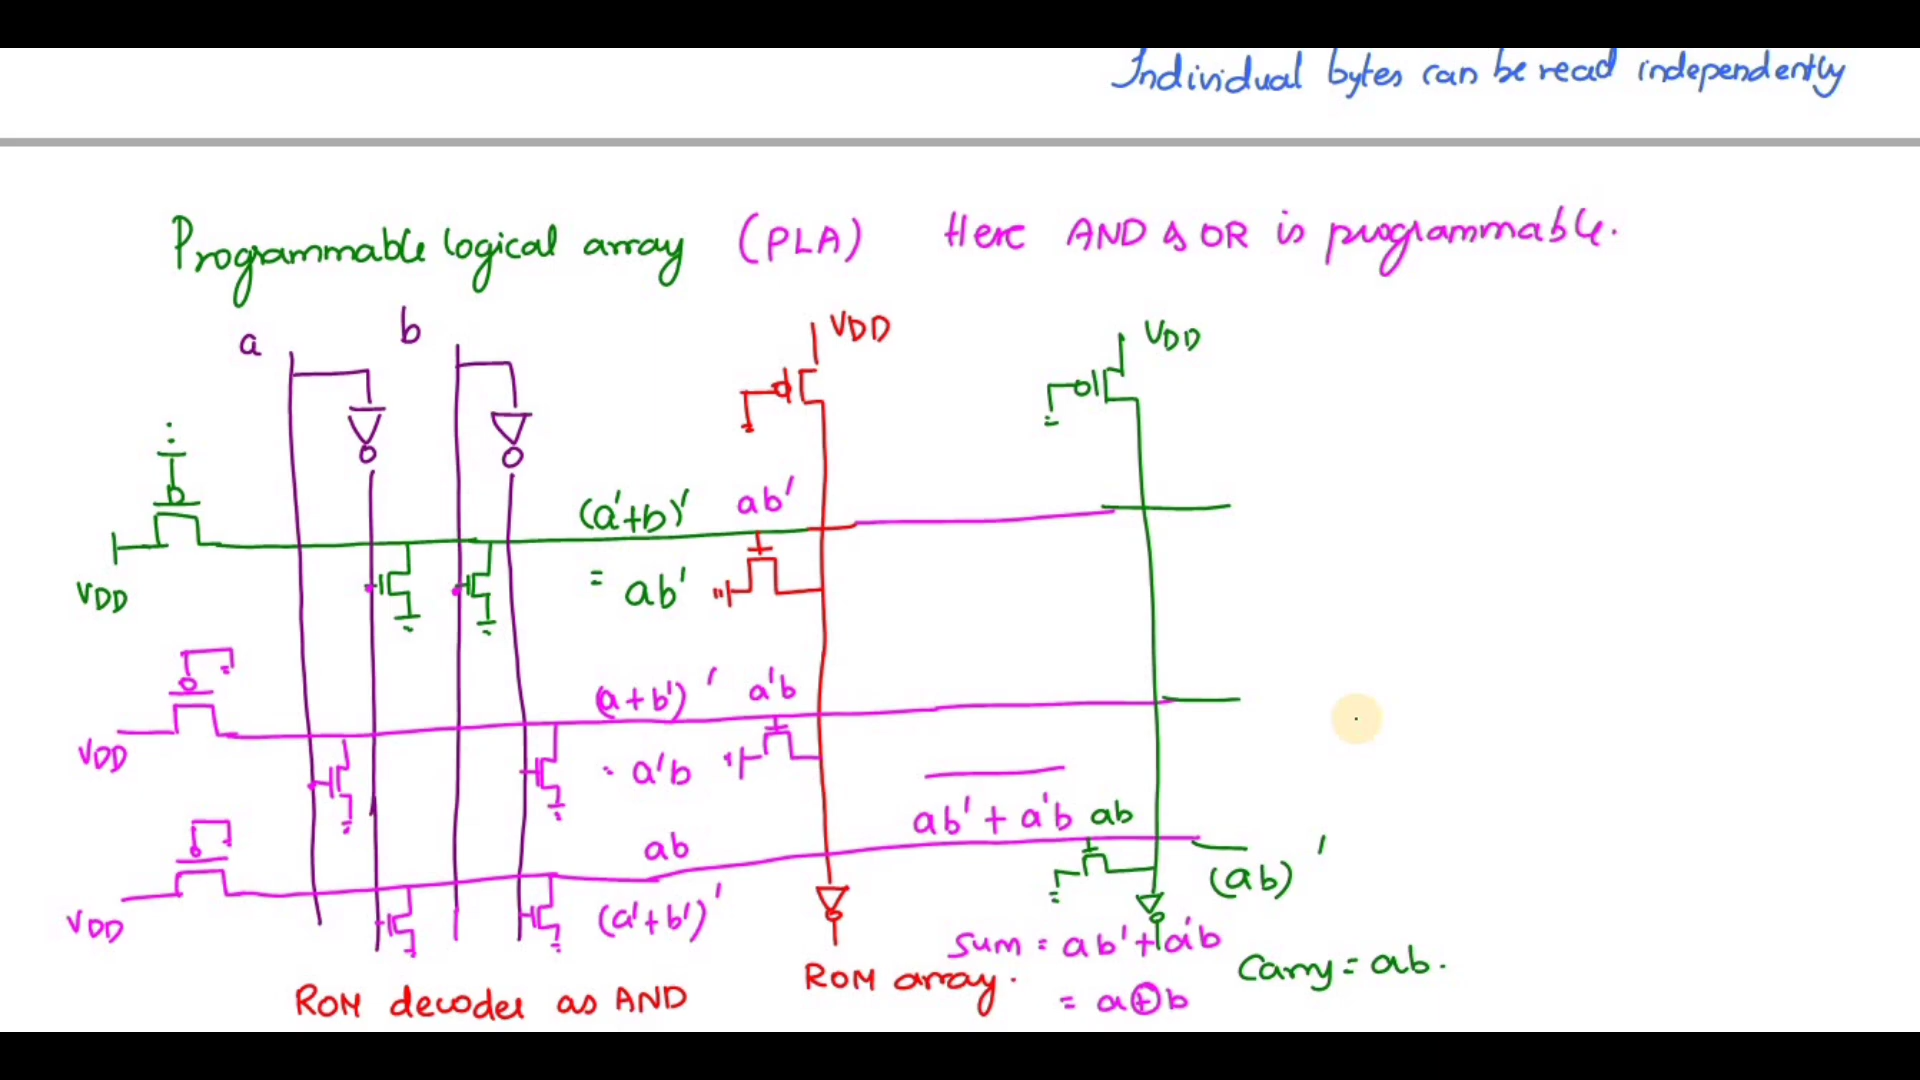 Individual bytes can be read independently
Programmable logical array (PLA) Here AND & OR is programmable.
a b VDD VDD
(a'+b)' ab'
VDD = ab'
(a+b')' a'b
VDD = a'b
ab'+a'b ab
ab
VDD (a'+b')' (ab)'
sum = ab'+a'b
ROM decoder as AND ROM array. Carry = ab.
= a⊕b